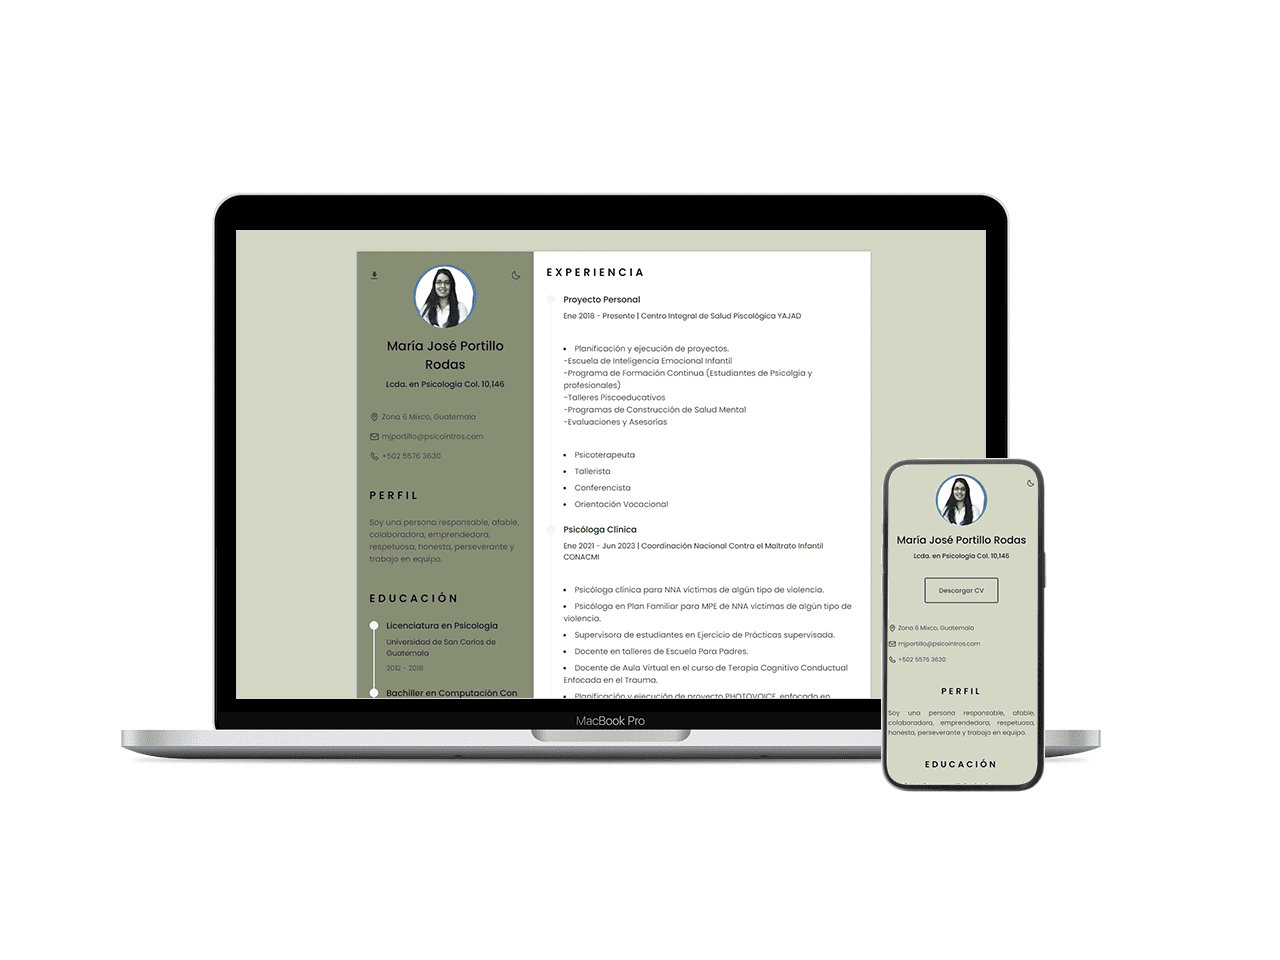 María José Portillo
Rodas
Lcda. en Psicología Col. 10,146
Zona 6 Mixco, Guatemala
mjportillo@psicointros.com
+502 5576 3630
PERFIL
Soy una persona responsable, afable,
colaboradora, emprendedora,
respetuosa, honesta, perseverante y
trabajo en equipo.
EDUCACIÓN
Licenciatura en Psicología
Universidad de San Carlos de
Guatemala
2012 - 2018
Bachiller en Computación Con
EXPERIENCIA
Proyecto Personal
Ene 2018 - Presente | Centro Integral de Salud Piscológica YAJAD
• Planificación y ejecución de proyectos.
-Escuela de Inteligencia Emocional Infantil
-Programa de Formación Continua (Estudiantes de Psicolgía y
profesionales)
-Talleres Piscoeducativos
-Programas de Construcción de Salud Mental
-Evaluaciones y Asesorías
• Psicoterapeuta
• Tallerista
• Conferencista
• Orientación Vocacional
Psicóloga Clínica
Ene 2021 - Jun 2023 | Coordinación Nacional Contra el Maltrato Infantil
CONACMI
• Psicóloga clínica para NNA víctimas de algún tipo de violencia.
• Psicóloga en Plan Familiar para MPE de NNA víctimas de algún tipo de
violencia.
• Supervisora de estudiantes en Ejercicio de Prácticas supervisada.
• Docente en talleres de Escuela Para Padres.
• Docente de Aula Virtual en el curso de Terapia Cognitivo Conductual
Enfocada en el Trauma.
• Planificación y ejecución de proyecto PHOTOVOICE, enfocado en
MacBook Pro
María José Portillo Rodas
Lcda. en Psicología Col. 10,146
Descargar CV
Zona 6 Mixco, Guatemala
mjportillo@psicointros.com
+502 5576 3630
PERFIL
Soy una persona responsable, afable,
colaboradora, emprendedora, respetuosa,
honesta, perseverante y trabajo en equipo.
EDUCACIÓN